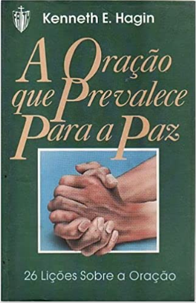 Kenneth E. Hagin
A Oração
que Prevalece
Para a Paz
26 Lições Sobre a Oração